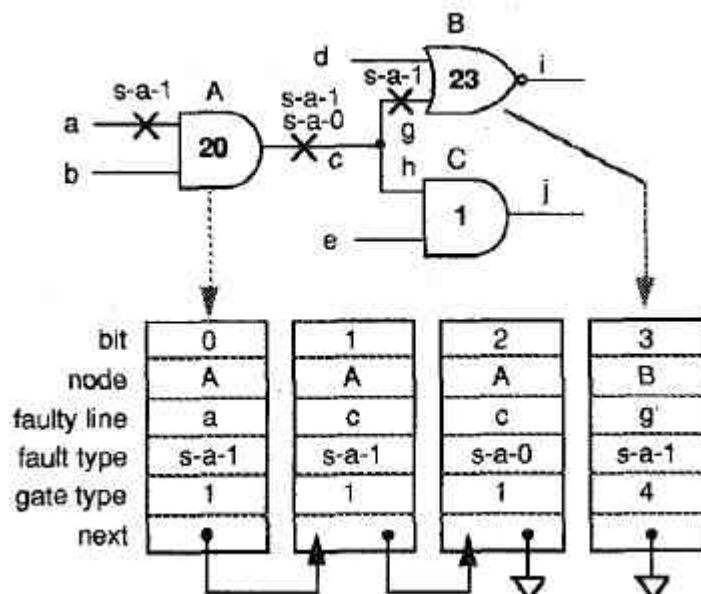 B
d
i
23
s-a-1
s-a-1
A
s-a-1
s-a-0
a
20
g
c
h
C
b
j
1
e
bit 0 1 2 3
node A A A B
faulty line a c c g'
fault type s-a-1 s-a-1 s-a-0 s-a-1
gate type 1 1 1 4
next